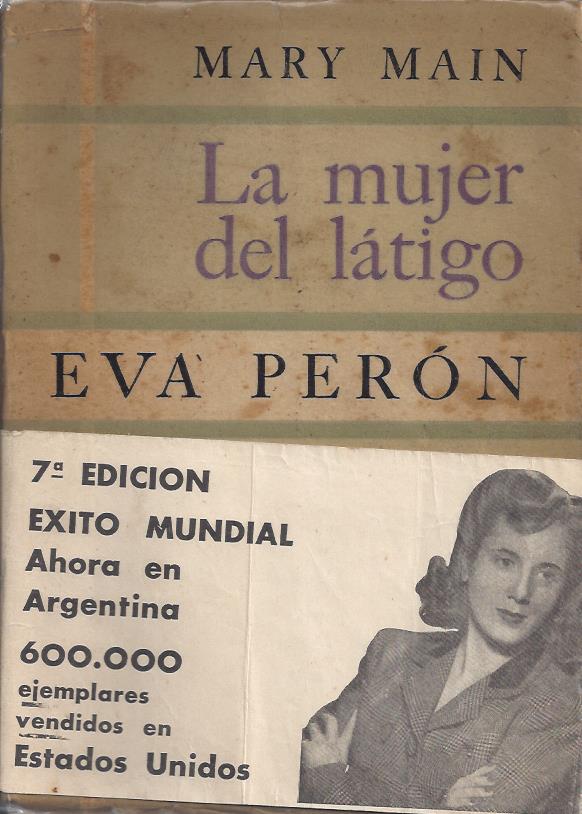 MARY MAIN
La mujer
del látigo
EVA PERÓN
7ª EDICION
EXITO MUNDIAL
Ahora en
Argentina
600.000
ejemplares
vendidos en
Estados Unidos